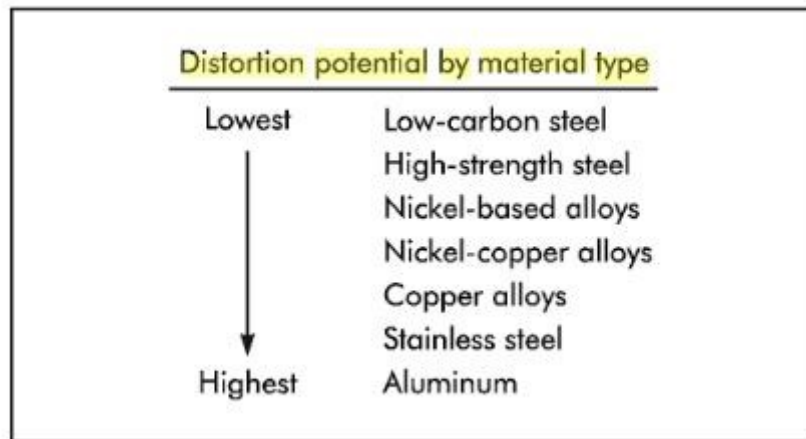 Distortion potential by material type
Lowest Low-carbon steel
High-strength steel
Nickel-based alloys
Nickel-copper alloys
Copper alloys
Stainless steel
Highest Aluminum